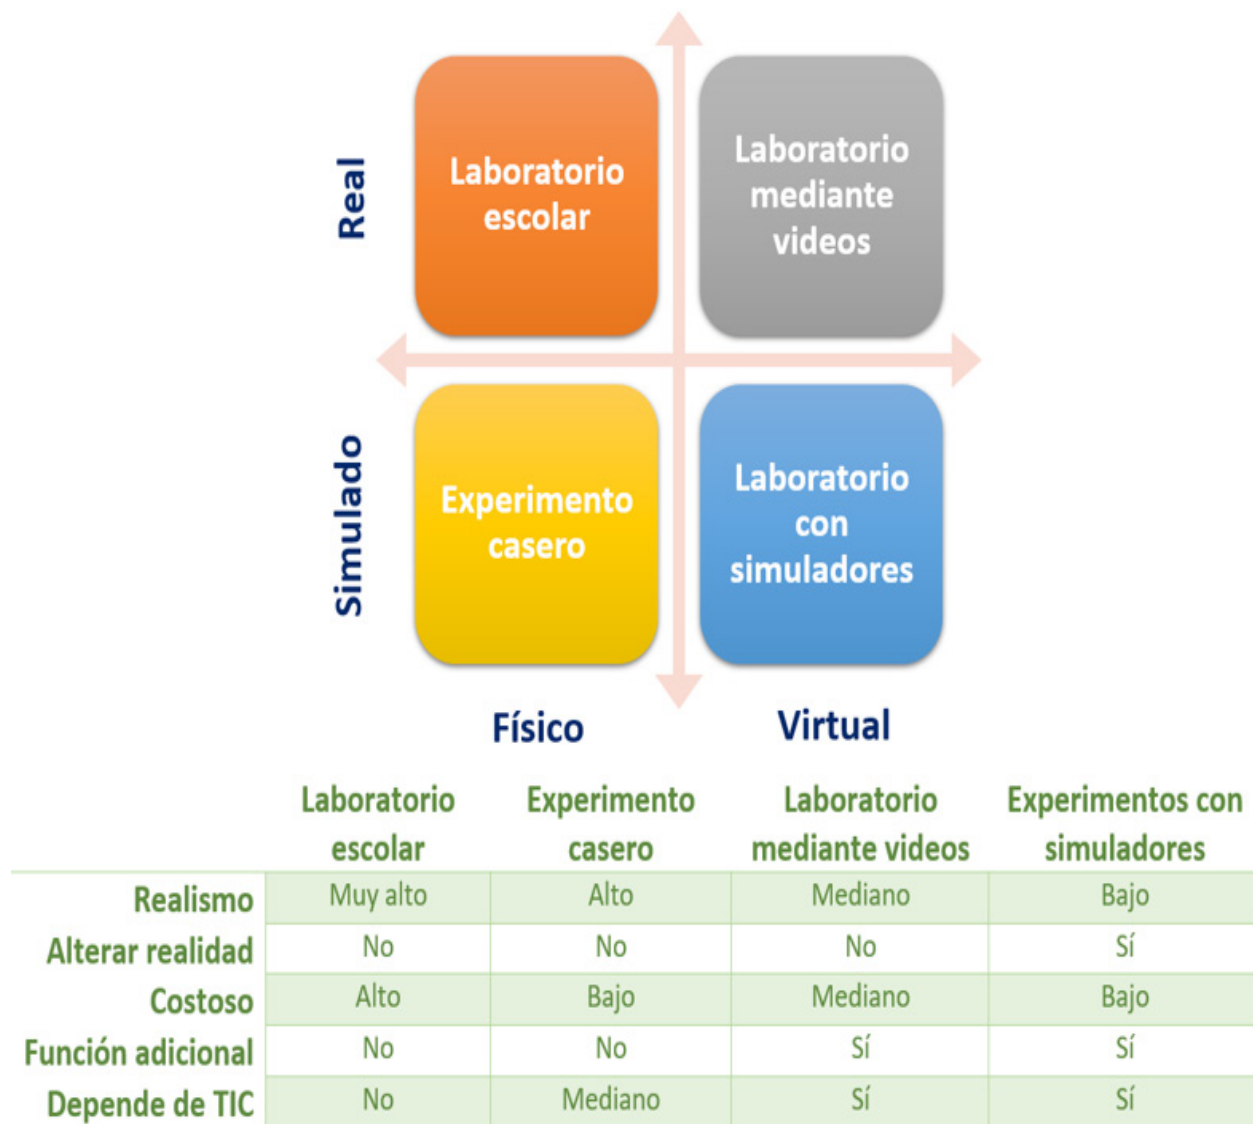 Real
Laboratorio
escolar
Laboratorio
mediante
videos
Simulado
Experimento
casero
Laboratorio
con
simuladores
Físico
Virtual
Laboratorio escolar
Experimento casero
Laboratorio mediante videos
Experimentos con simuladores
Realismo Muy alto Alto Mediano Bajo
Alterar realidad No No No Sí
Costoso Alto Bajo Mediano Bajo
Función adicional No No Sí Sí
Depende de TIC No Mediano Sí Sí